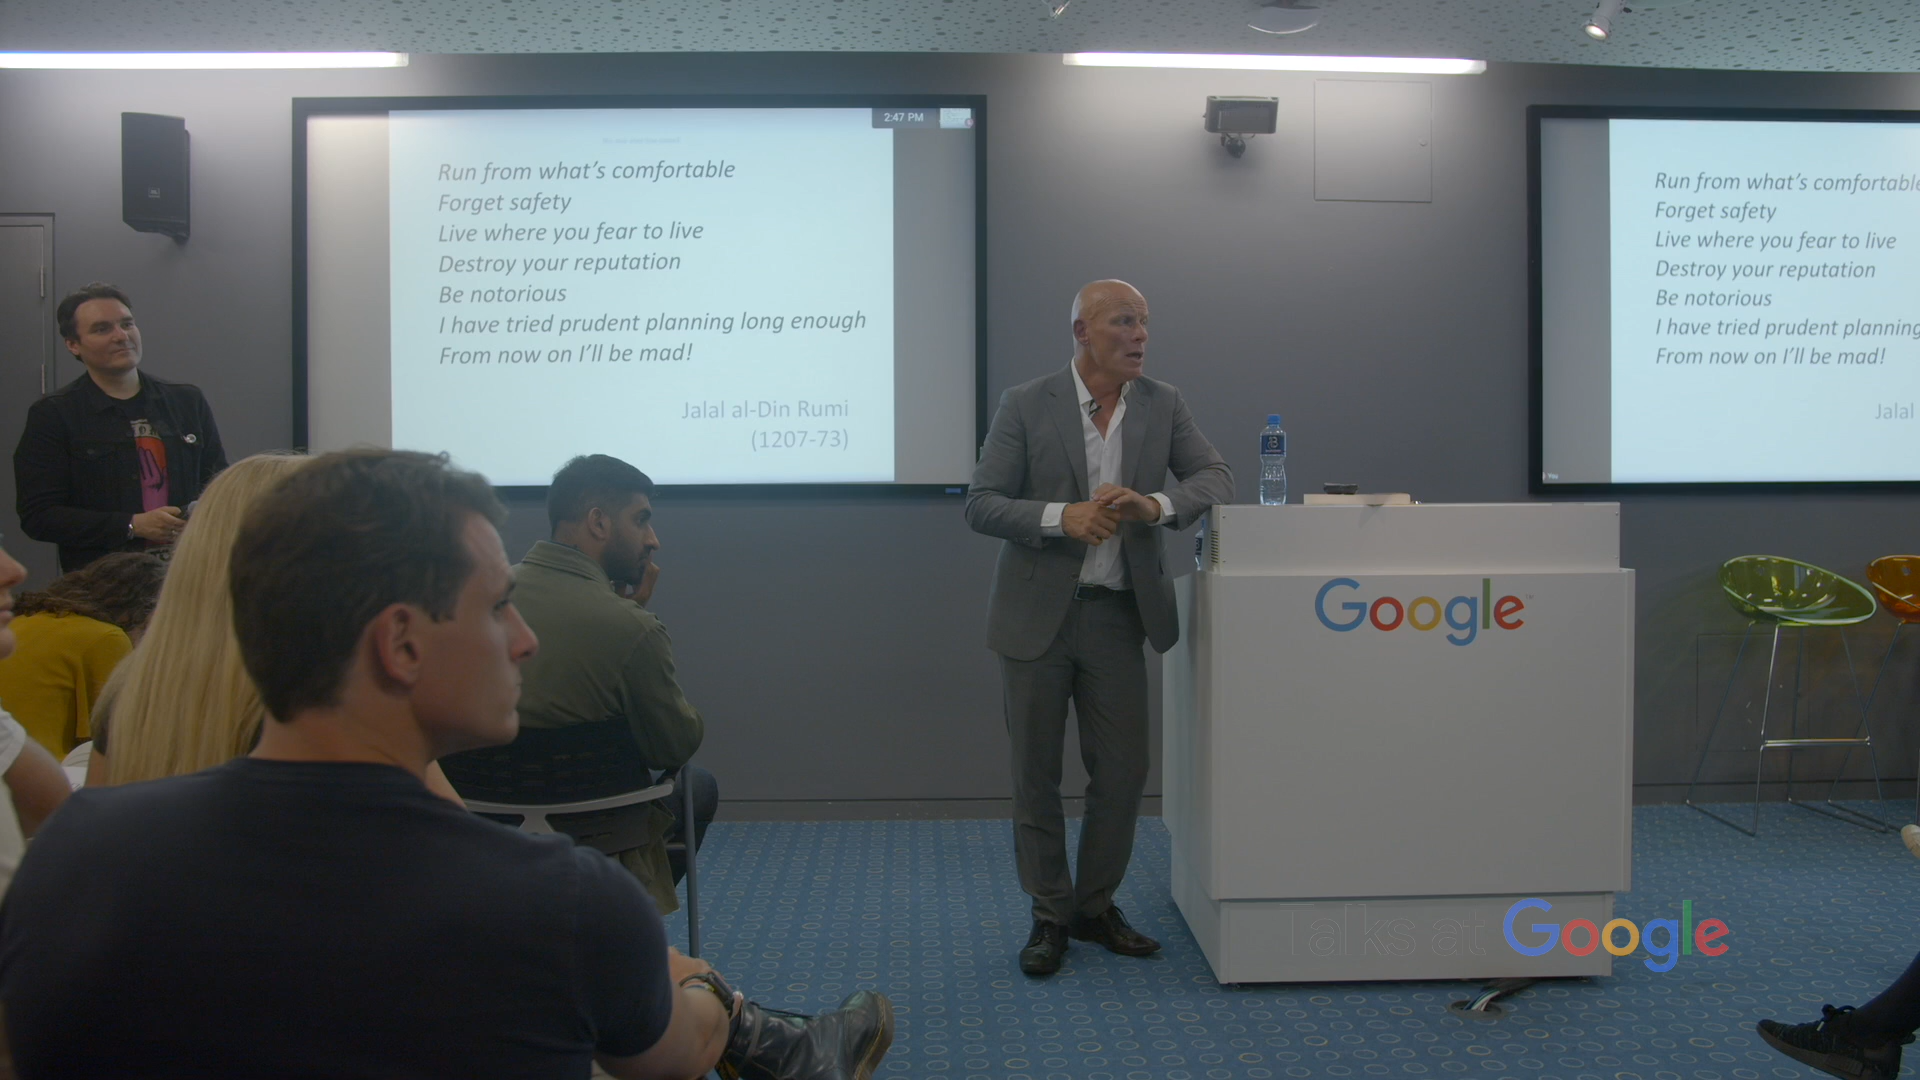 2:47 PM
Run from what's comfortable
Forget safety
Live where you fear to live
Destroy your reputation
Be notorious
I have tried prudent planning long enough
From now on I'll be mad!
Jalal al-Din Rumi
(1207-73)
Run from what's comfortable
Forget safety
Live where you fear to live
Destroy your reputation
Be notorious
I have tried prudent planning
From now on I'll be mad!
Jalal
Google
Talks at Google